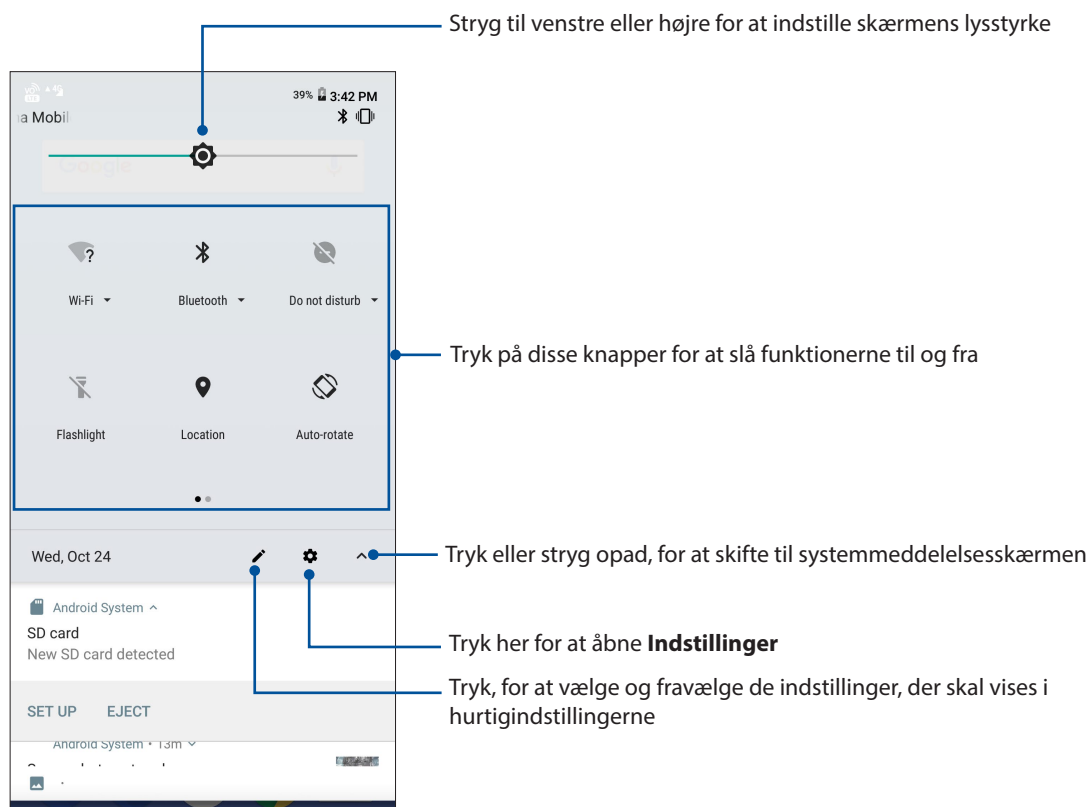 Stryg til venstre eller højre for at indstille skærmens lysstyrke
39% 3:42 PM
a Mobil
Google
Wi-Fi Bluetooth Do not disturb
Tryk på disse knapper for at slå funktionerne til og fra
Flashlight Location Auto-rotate
Wed, Oct 24
Tryk eller stryg opad, for at skifte til systemmeddelelsesskærmen
Android System
SD card
New SD card detected
Tryk her for at åbne Indstillinger
Tryk, for at vælge og fravælge de indstillinger, der skal vises i
hurtigindstillingerne
SET UP EJECT
Android System • 13m